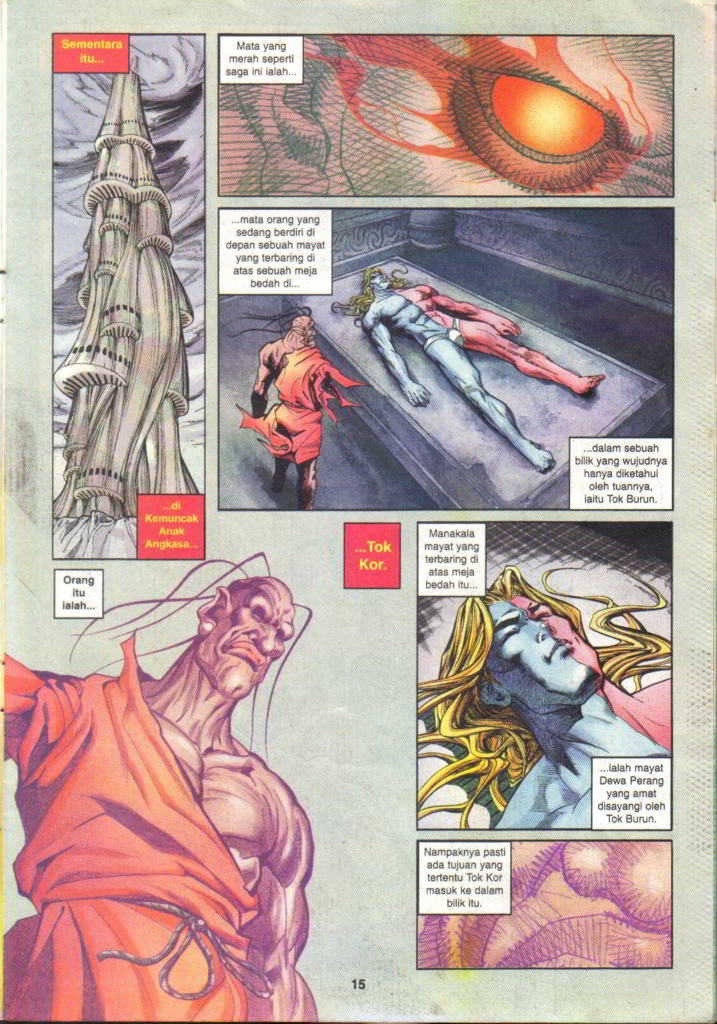 Sementara
itu...
...di
Kemuncak
Anak
Angkasa...
Mata yang
merah seperti
saga ini ialah...
...mata orang yang
sedang berdiri di
depan sebuah mayat
yang terbaring di
atas sebuah meja
bedah di...
...dalam sebuah
bilik yang wujudnya
hanya diketahui
oleh tuannya,
iaitu Tok Burun.
Orang
itu
ialah...
...Tok
Kor.
Manakala
mayat yang
terbaring di
atas meja
bedah itu...
...ialah mayat
Dewa Perang
yang amat
disayangi oleh
Tok Burun.
Nampaknya pasti
ada tujuan yang
tertentu Tok Kor
masuk ke dalam
bilik itu.
15